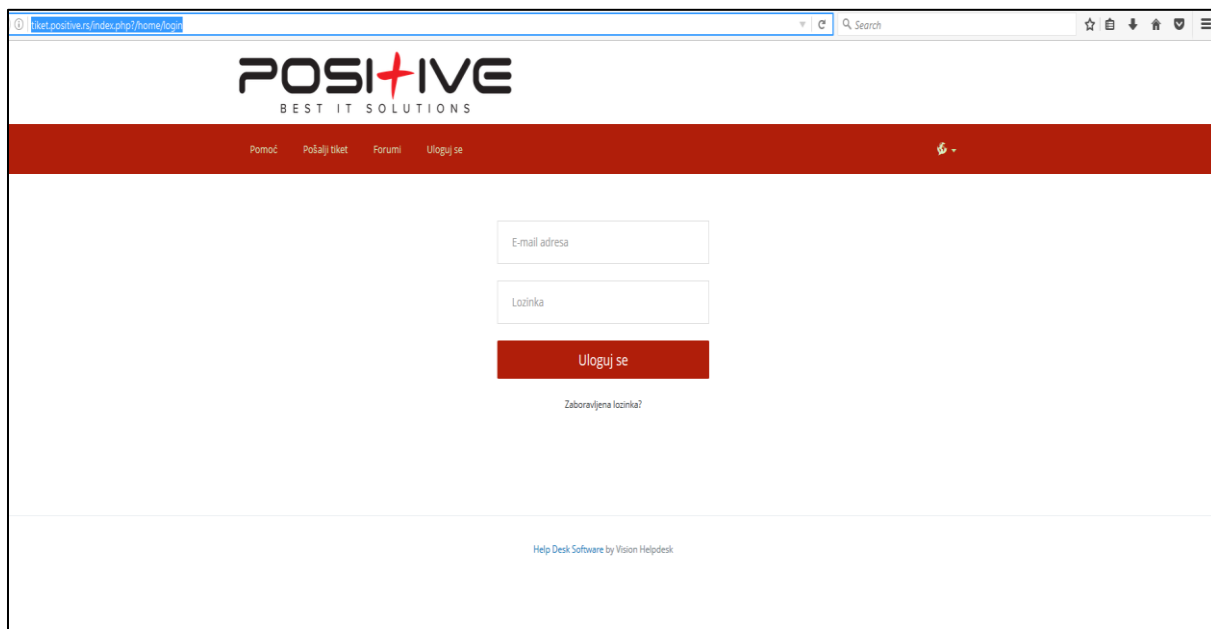 tiket.positive.rs/index.php?/home/login
Search
POSITIVE
BEST IT SOLUTIONS
Pomoć Pošalji tiket Forumi Uloguj se
E-mail adresa
Lozinka
Uloguj se
Zaboravljena lozinka?
Help Desk Software by Vision Helpdesk